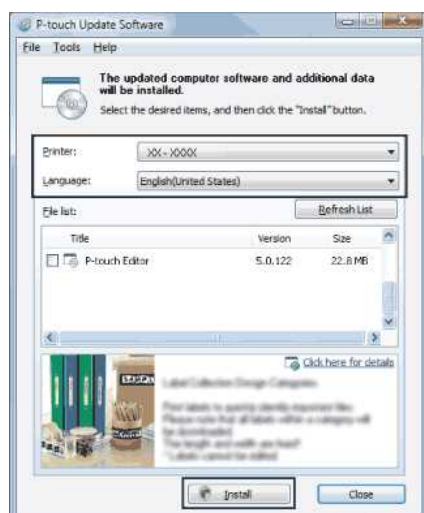 P-touch Update Software
File Tools Help
The updated computer software and additional data
will be installed.
Select the desired items, and then click the "Install" button.
Printer: XX - XXXX
Language: English(United States)
File list: Refresh List
Title Version Size
P-touch Editor 5.0.122 22.8 MB
Click here for details
Label Collection Design Categories
Install Close